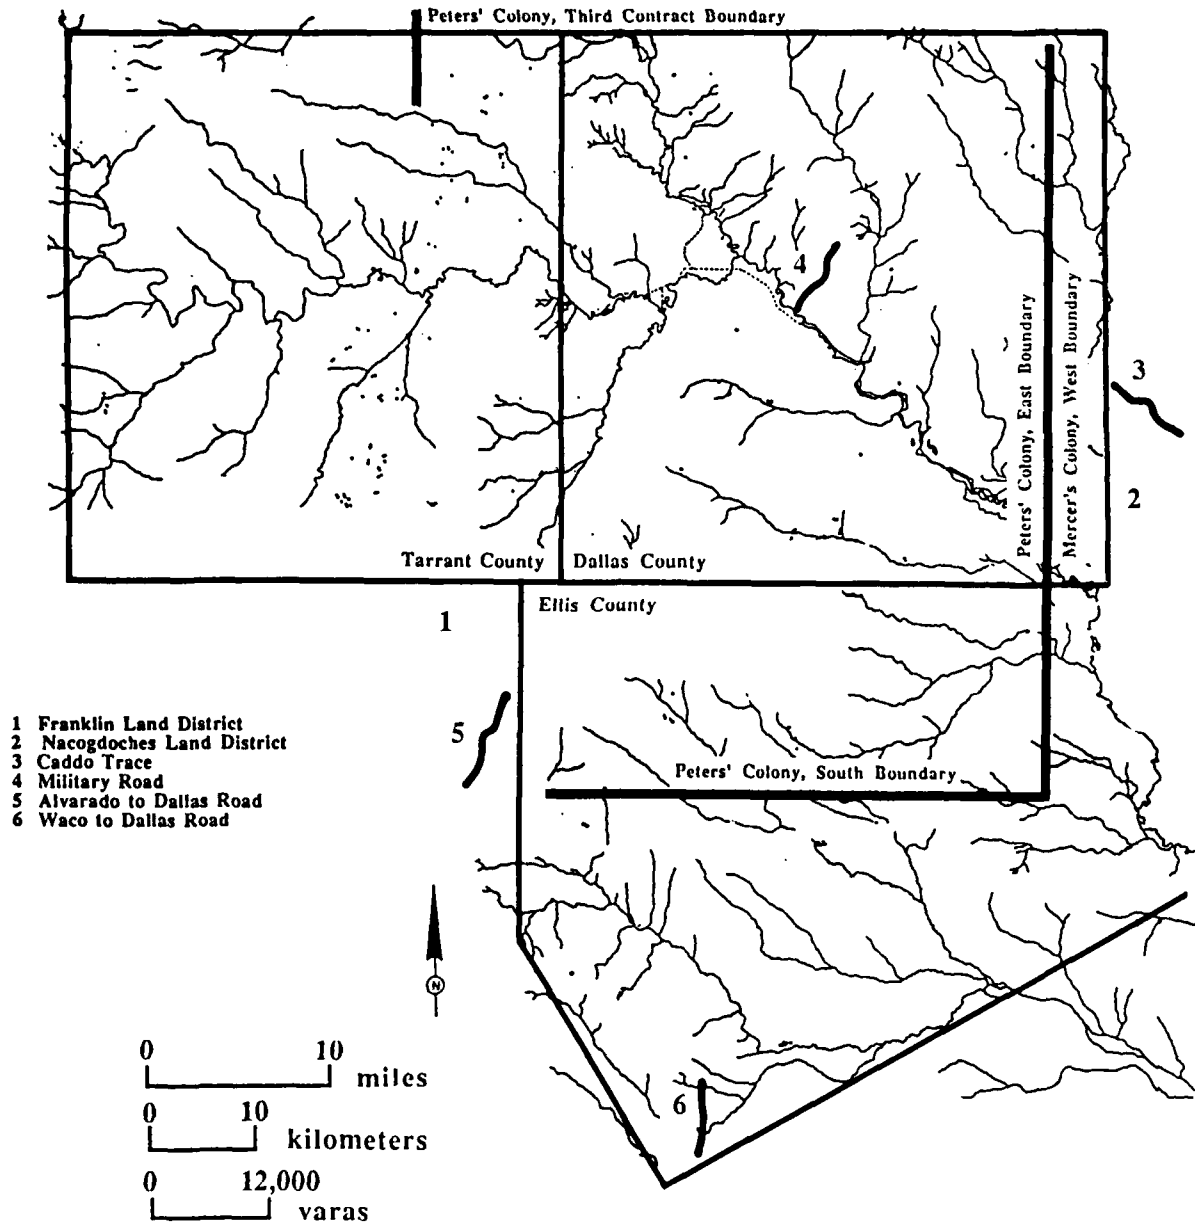 Peters' Colony, Third Contract Boundary
4
Peters' Colony, East Boundary
Mercer's Colony, West Boundary
3
2
Tarrant County
Dallas County
Ellis County
1
5
Peters' Colony, South Boundary
1 Franklin Land District
2 Nacogdoches Land District
3 Caddo Trace
4 Military Road
5 Alvarado to Dallas Road
6 Waco to Dallas Road
N
0 10
miles
0 10
kilometers
0 12,000
varas
6